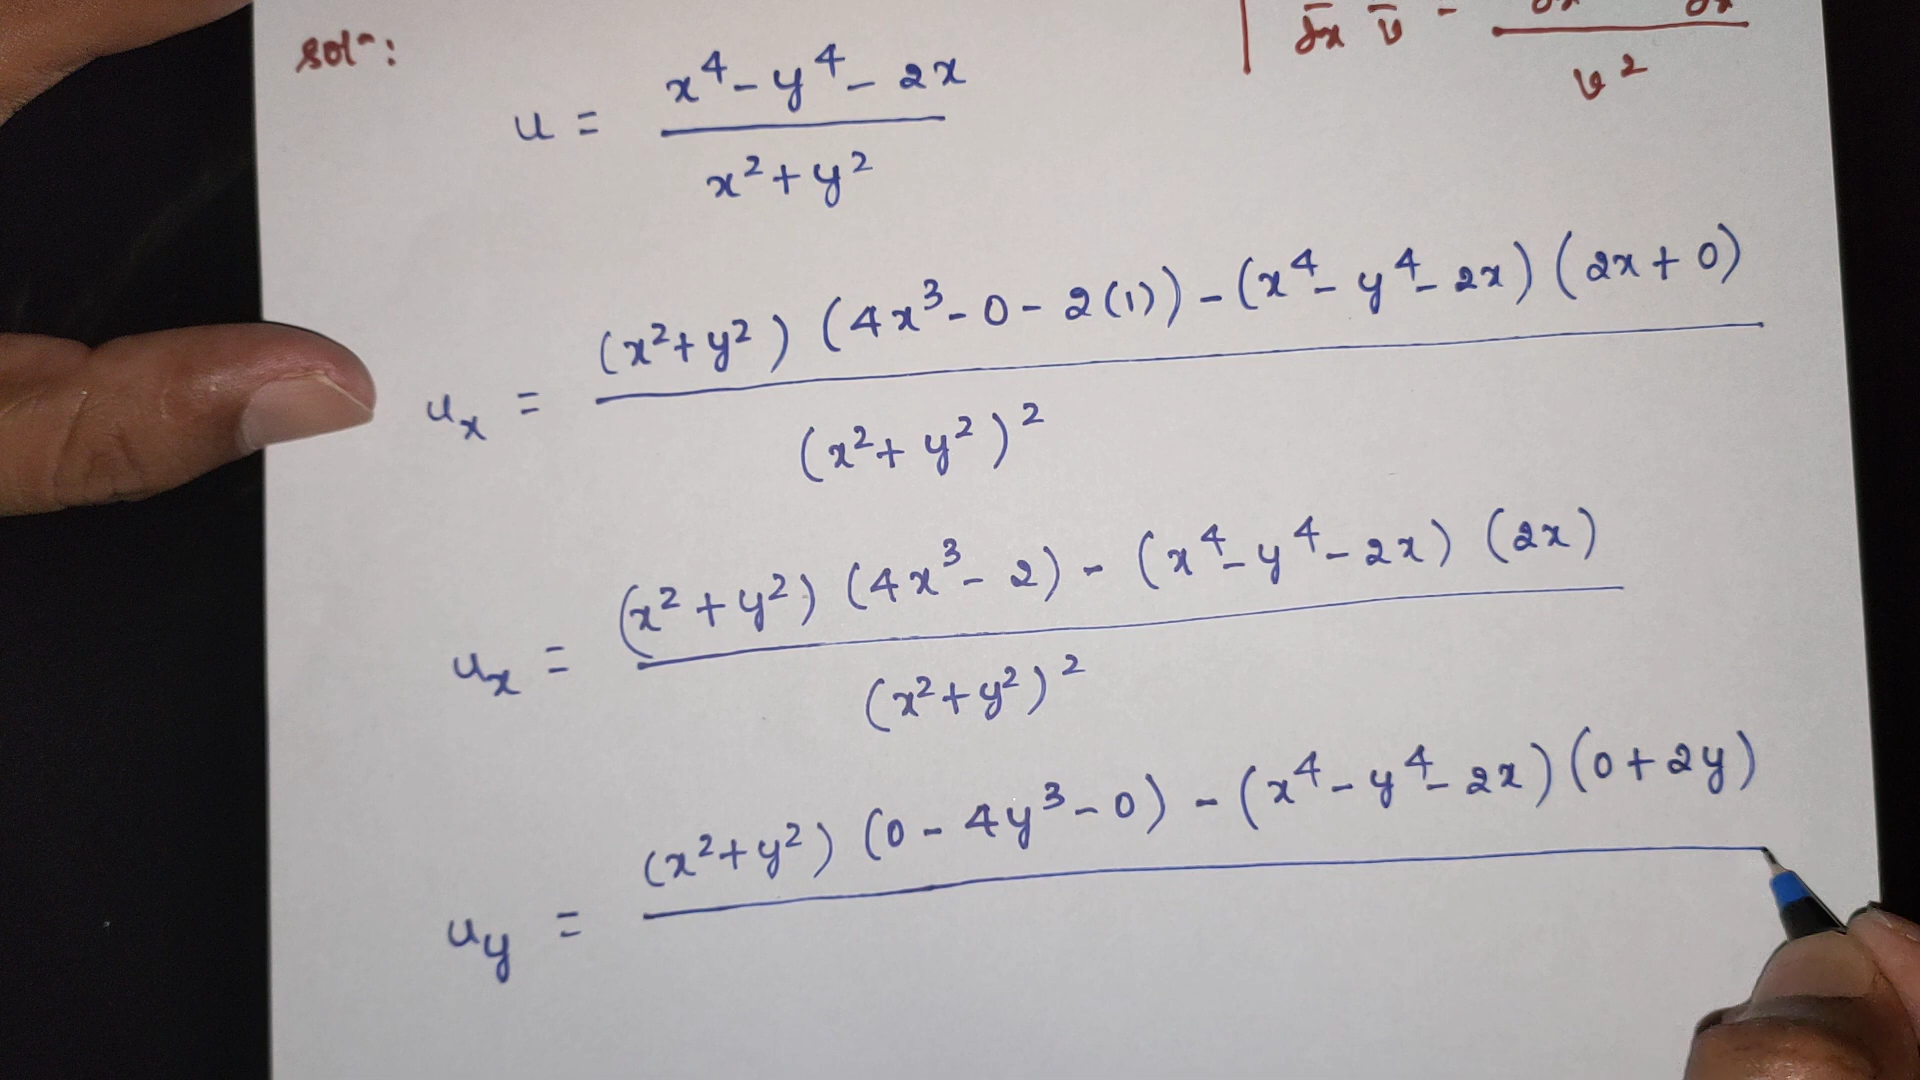 solⁿ:
u = (x⁴ - y⁴ - 2x) / (x² + y²)
v²
uₓ = ((x² + y²) (4x³ - 0 - 2(1)) - (x⁴ - y⁴ - 2x) (2x + 0)) / (x² + y²)²
uₓ = ((x² + y²) (4x³ - 2) - (x⁴ - y⁴ - 2x) (2x)) / (x² + y²)²
u_y = (x² + y²) (0 - 4y³ - 0) - (x⁴ - y⁴ - 2x) (0 + 2y)